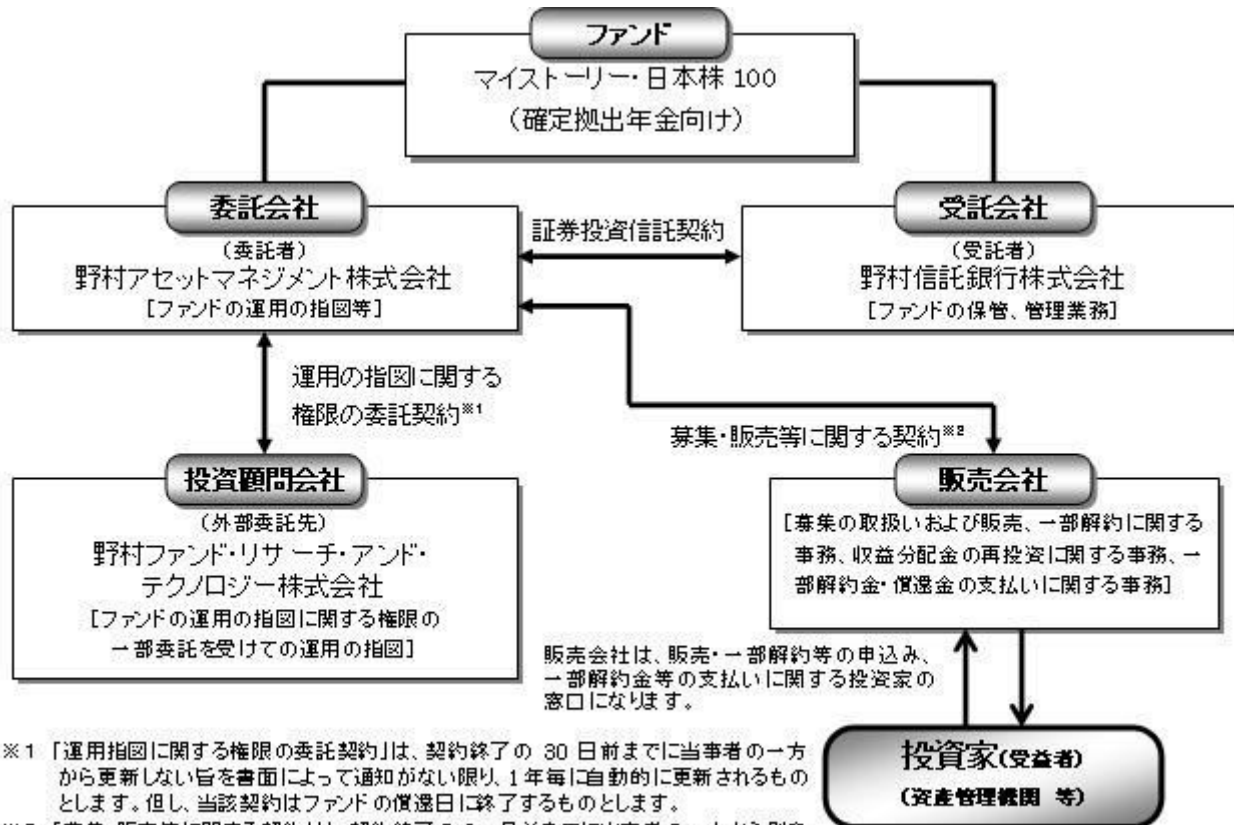 ファンド
マイストーリー・日本株 100
（確定拠出年金向け）
委託会社
（委託者）
野村アセットマネジメント株式会社
［ファンドの運用の指図等］
証券投資信託契約
受託会社
（受託者）
野村信託銀行株式会社
［ファンドの保管、管理業務］
運用の指図に関する
権限の委託契約※1
募集・販売等に関する契約※2
投資顧問会社
（外部委託先）
野村ファンド・リサーチ・アンド・
テクノロジー株式会社
［ファンドの運用の指図に関する権限の
一部委託を受けての運用の指図］
販売会社
［募集の取扱いおよび販売、一部解約に関する
事務、収益分配金の再投資に関する事務、一
部解約金・償還金の支払いに関する事務］
販売会社は、販売・一部解約等の申込み、
一部解約金等の支払いに関する投資家の
窓口になります。
投資家(受益者)
（資産管理機関 等）
※1 「運用指図に関する権限の委託契約」は、契約終了の 30 日前までに当事者の一方
から更新しない旨を書面によって通知がない限り、1年毎に自動的に更新されるもの
とします。但し、当該契約はファンドの償還日に終了するものとします。